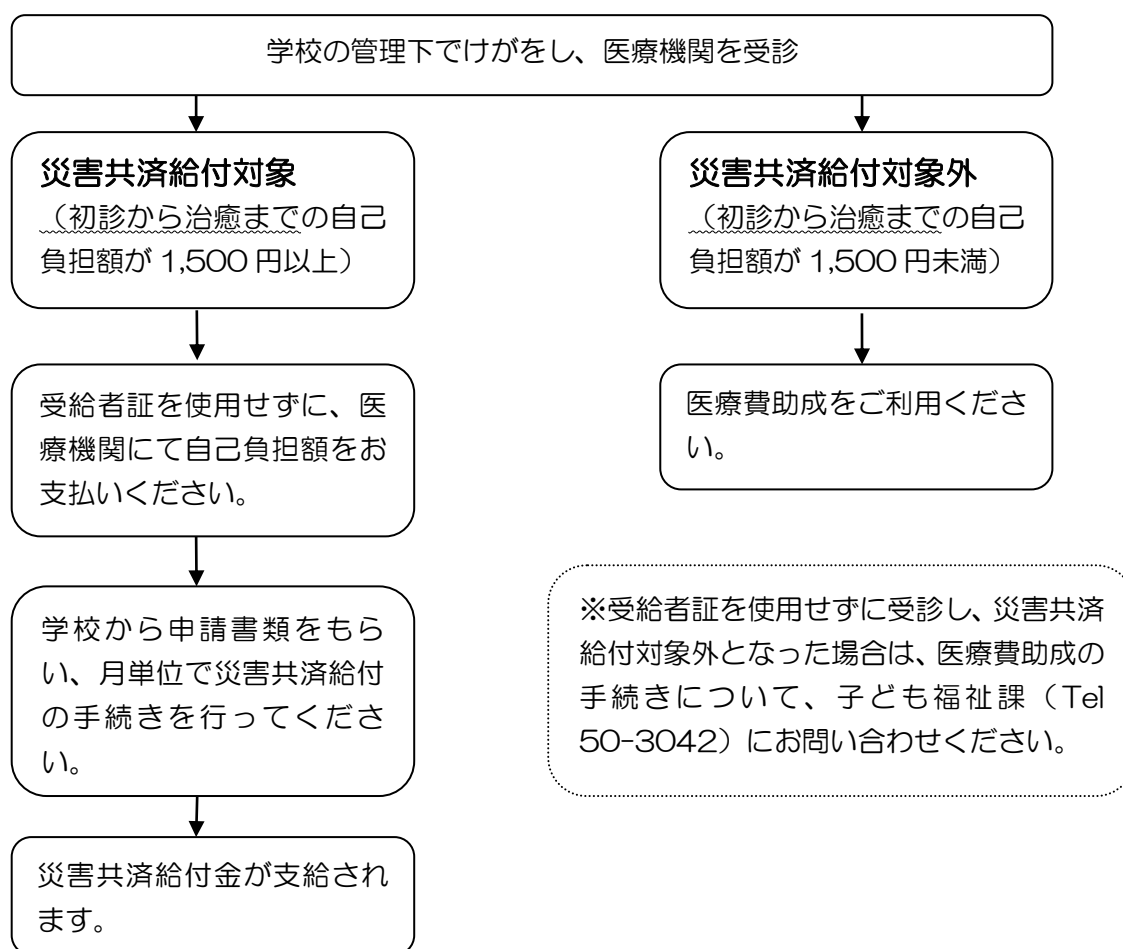 学校の管理下でけがをし、医療機関を受診
災害共済給付対象
（初診から治癒までの自己
負担額が 1,500 円以上）
災害共済給付対象外
（初診から治癒までの自己
負担額が 1,500 円未満）
受給者証を使用せずに、医
療機関にて自己負担額をお
支払いください。
医療費助成をご利用くださ
い。
学校から申請書類をもら
い、月単位で災害共済給付
の手続きを行ってくださ
い。
※受給者証を使用せずに受診し、災害共済
給付対象外となった場合は、医療費助成の
手続きについて、子ども福祉課（Tel
50-3042）にお問い合わせください。
災害共済給付金が支給され
ます。